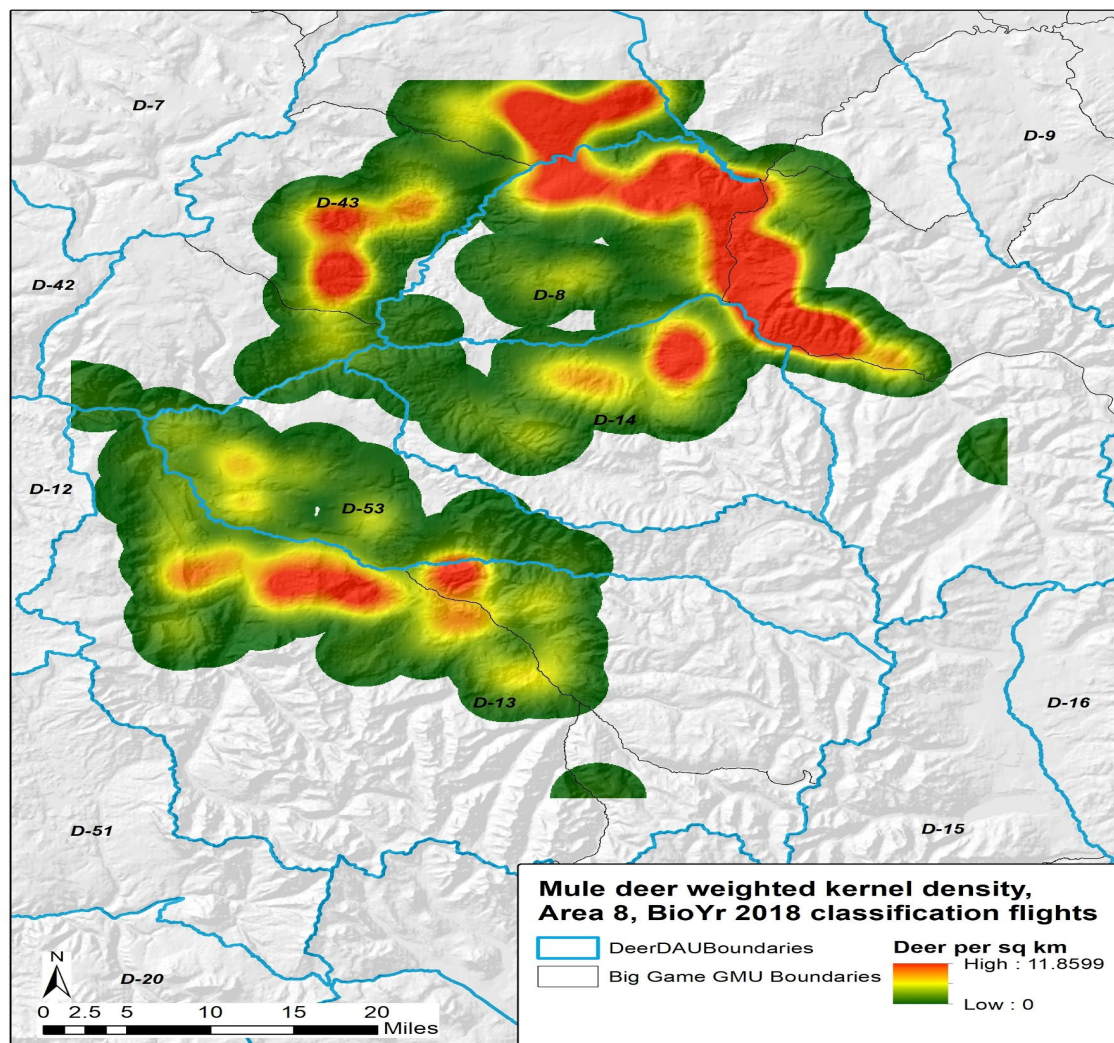 D-7
D-9
D-43
D-42
D-8
D-14
D-12
D-53
D-13
D-16
D-51
D-15
D-20
N
0 2.5 5 10 15 20
Miles
Mule deer weighted kernel density,
Area 8, BioYr 2018 classification flights
DeerDAUBoundaries
Big Game GMU Boundaries
Deer per sq km
High : 11.8599
Low : 0